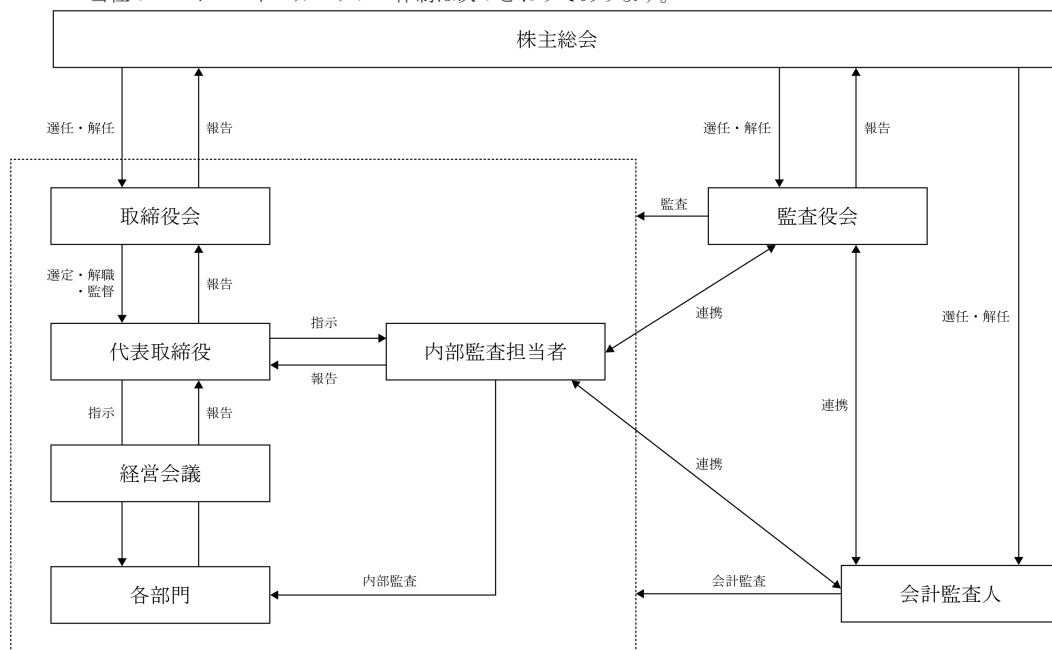 株主総会
選任・解任
報告
選任・解任
報告
取締役会
監査
監査役会
選定・解職
・監督
報告
連携
選任・解任
指示
代表取締役
内部監査担当者
報告
指示
報告
連携
経営会議
連携
内部監査
会計監査
各部門
会計監査人